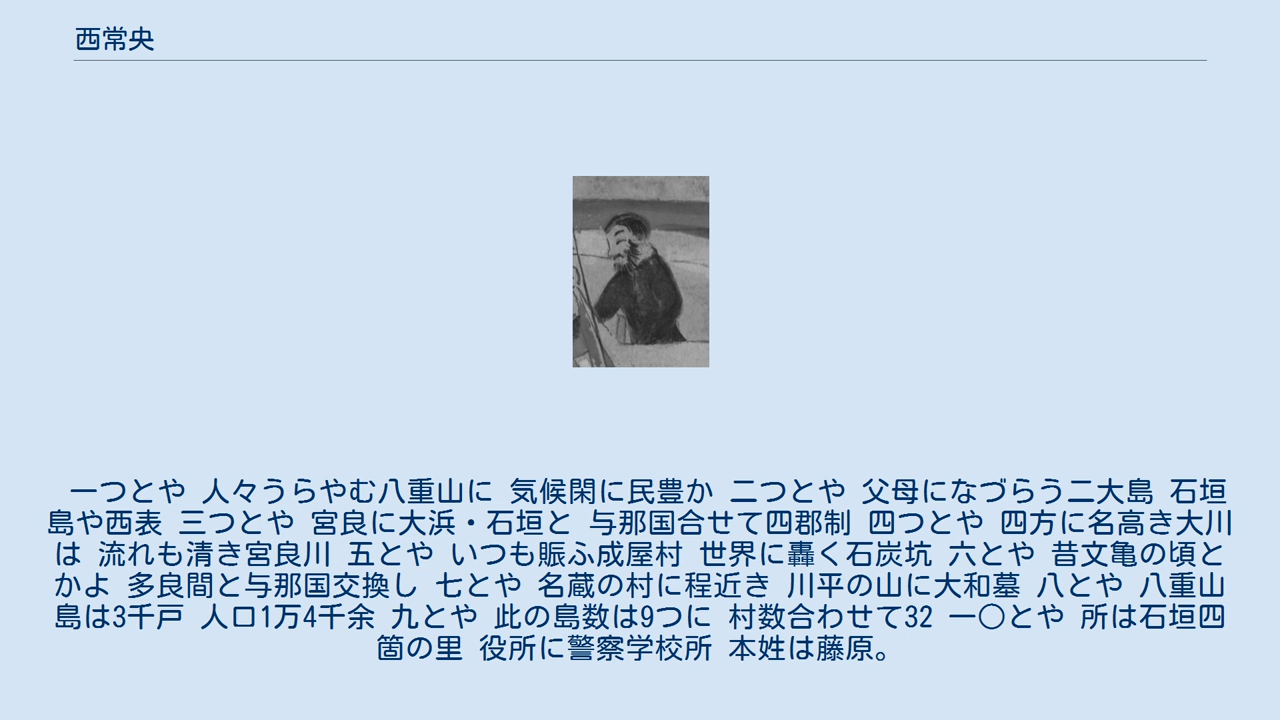 西常央
一つとや 人々うらやむ八重山に 気候閑に民豊か 二つとや 父母になづらう二大島 石垣
島や西表 三つとや 宮良に大浜・石垣と 与那国合せて四郡制 四つとや 四方に名高き大川
は 流れも清き宮良川 五とや いつも賑ふ成屋村 世界に轟く石炭坑 六とや 昔文亀の頃と
かよ 多良間と与那国交換し 七とや 名蔵の村に程近き 川平の山に大和墓 八とや 八重山
島は3千戸 人口1万4千余 九とや 此の島数は9つに 村数合わせて32 一〇とや 所は石垣四
箇の里 役所に警察学校所 本姓は藤原。